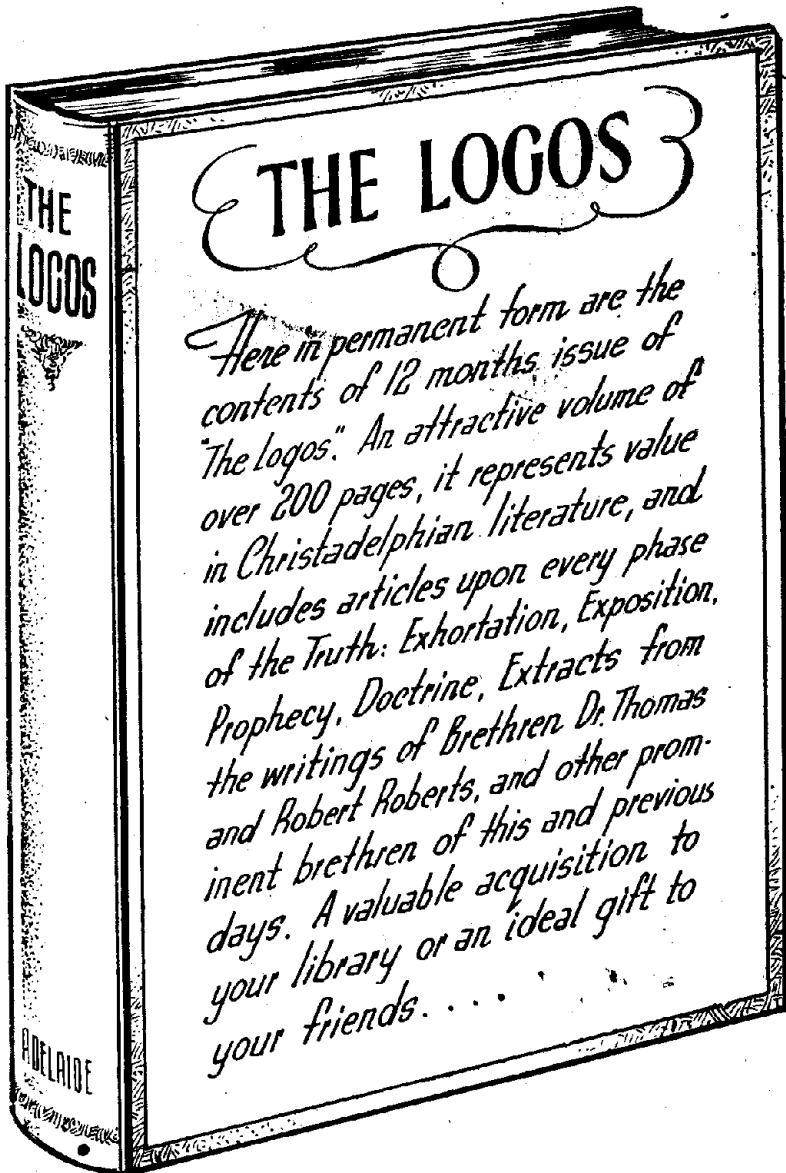 THE
LOGOS
ADELAIDE
THE LOGOS
Here in permanent form are the
contents of 12 months issue of
"The logos". An attractive volume of
over 200 pages, it represents value
in Christadelphian literature, and
includes articles upon every phase
of the Truth: Exhortation, Exposition,
Prophecy, Doctrine, Extracts from
the writings of Brethren Dr. Thomas
and Robert Roberts, and other prom-
inent brethren of this and previous
days. A valuable acquisition to
your library or an ideal gift to
your friends. . . . .